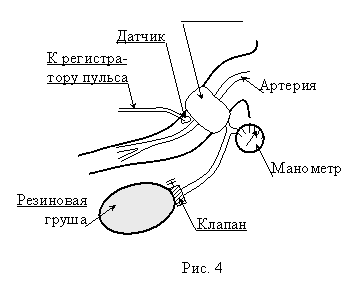 Датчик
К регистра-
тору пульса
Артерия
Манометр
Резиновая
груша
Клапан
Рис. 4